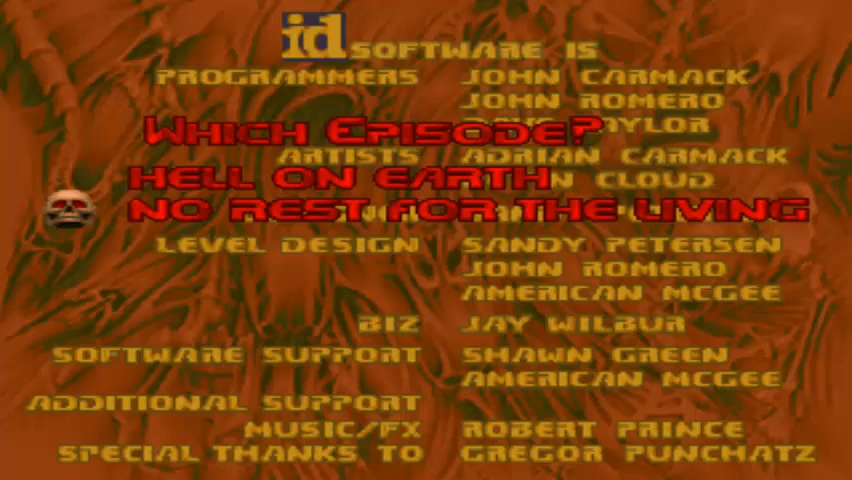 id SOFTWARE IS
PROGRAMMERS JOHN CARMACK
JOHN ROMERO
TAYLOR
Which Episode?
ARTISTS ADRIAN CARMACK
HELL ON EARTH
CLOUD
NO REST FOR THE LIVING
LEVEL DESIGN SANDY PETERSEN
JOHN ROMERO
AMERICAN MCGEE
BIZ JAY WILBUR
SOFTWARE SUPPORT SHAWN GREEN
AMERICAN MCGEE
ADDITIONAL SUPPORT
MUSIC/FX ROBERT PRINCE
SPECIAL THANKS TO GREGOR PUNCHATZ